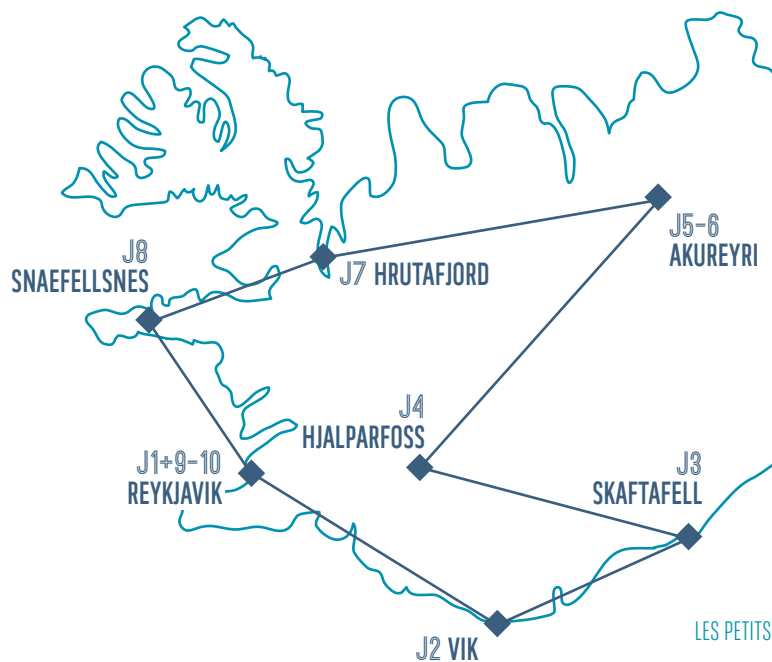 J8
SNAEFELLSNES
J7 HRUTAFJORD
J5-6
AKUREYRI
J4
HJALPARFOSS
J1+9-10
REYKJAVIK
J3
SKAFTAFELL
J2 VIK
LES PETITS